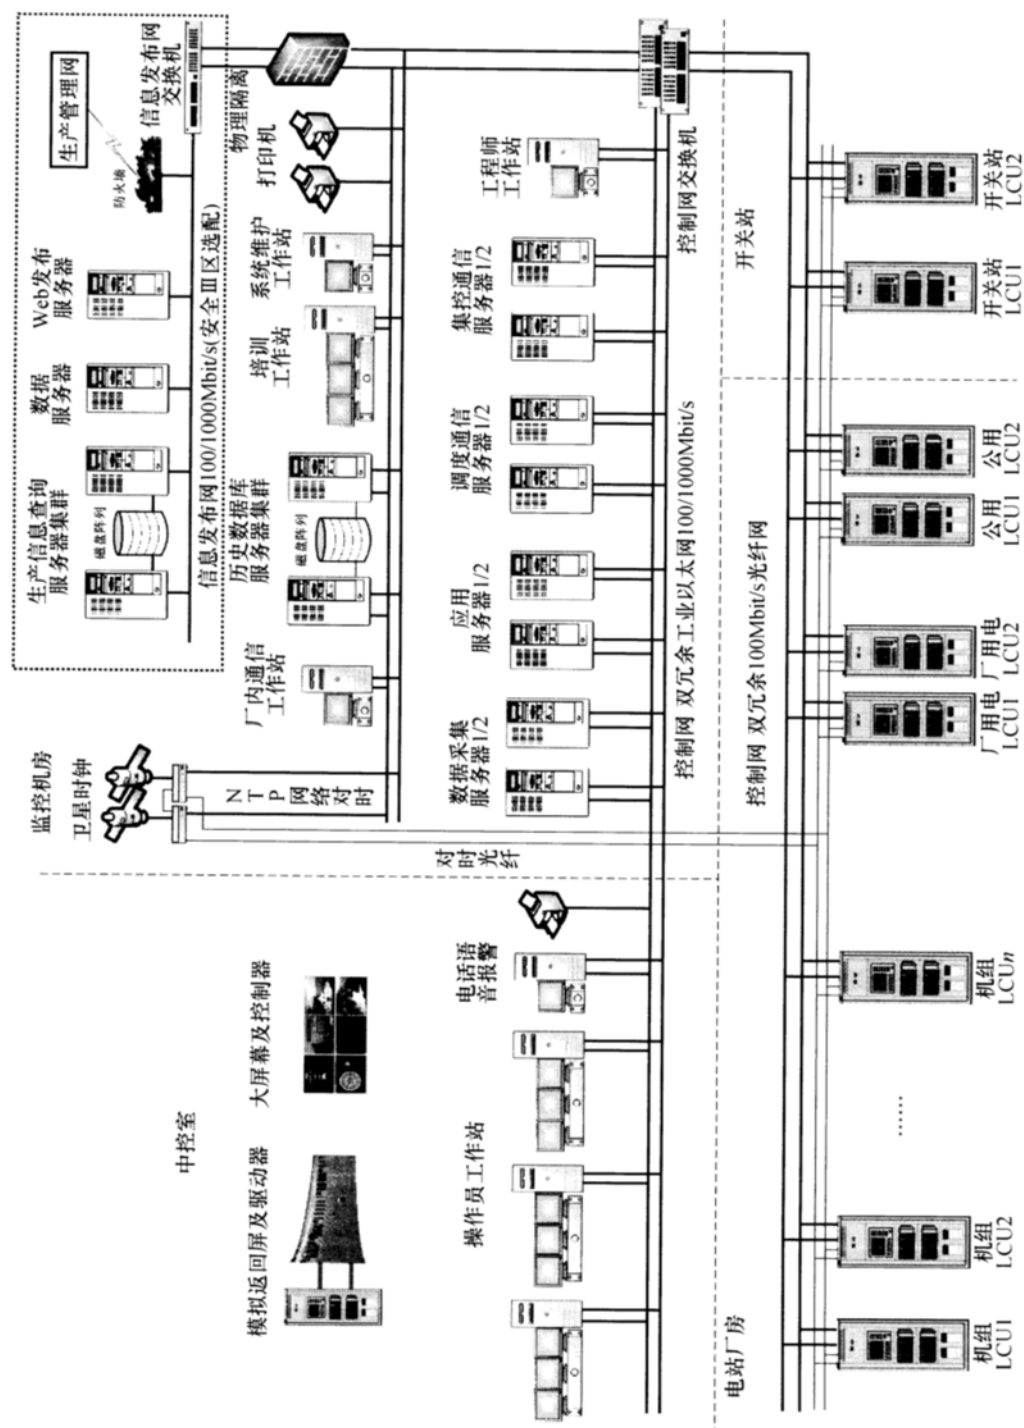 监控机房
卫星时钟
N
T
P
网
络
对
时
对时光纤
生产信息查询
服务器集群
磁盘阵列
数据
服务器
Web发布
服务器
防火墙
生产管理网
信息发布网
交换机
信息发布网100/1000Mbit/s(安全Ⅲ区选配)
厂内通信
工作站
历史数据库
服务器集群
磁盘阵列
培训
工作站
系统维护
工作站
打印机
物理隔离
中控室
模拟返回屏及驱动器
大屏幕及控制器
操作员工作站
电话语
音报警
数据采集
服务器1/2
应用
服务器1/2
调度通信
服务器1/2
集控通信
服务器1/2
工程师
工作站
控制网 双冗余工业以太网100/1000Mbit/s
控制网交换机
电站厂房
控制网 双冗余100Mbit/s光纤网
开关站
机组
LCU1
机组
LCU2
……
机组
LCUn
厂用电
LCU1
厂用电
LCU2
公用
LCU1
公用
LCU2
开关站
LCU1
开关站
LCU2